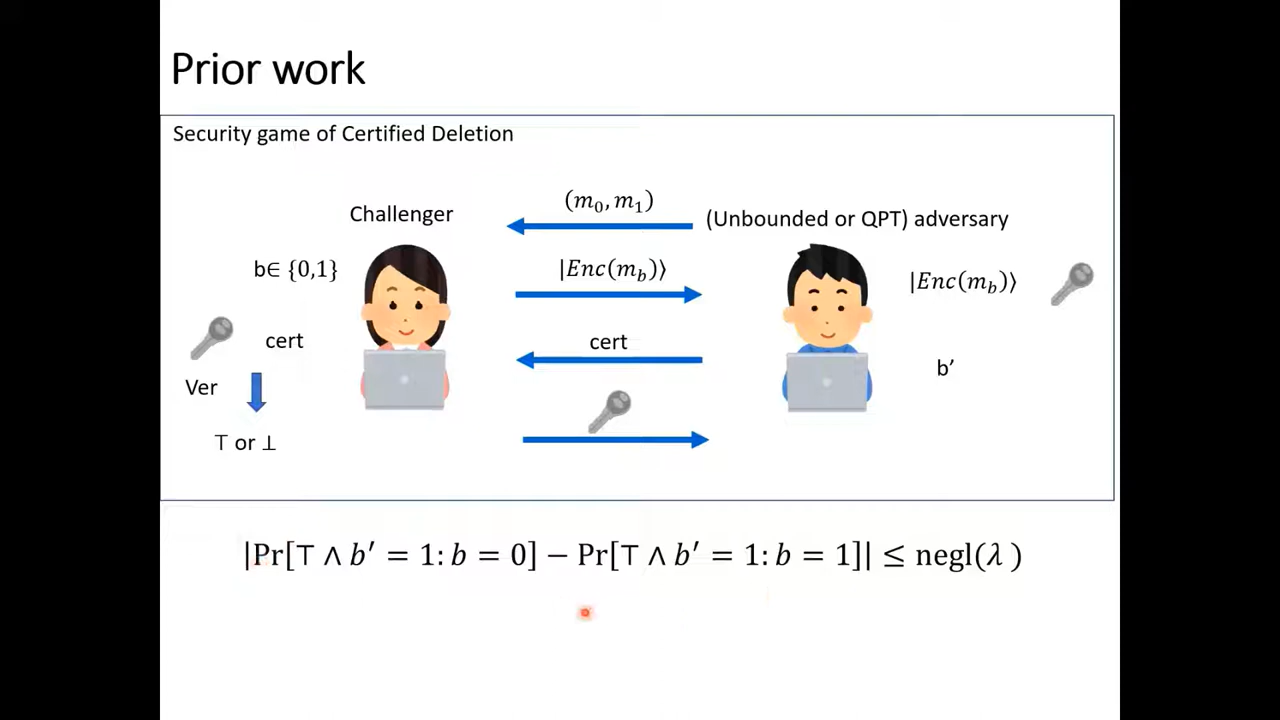 Prior work
Security game of Certified Deletion
(m₀, m₁)
Challenger
(Unbounded or QPT) adversary
b∈ {0,1}
|Enc(m_b)⟩
|Enc(m_b)⟩
cert
cert
b′
Ver
⊤ or ⊥
|Pr[⊤ ∧ b′ = 1: b = 0] − Pr[⊤ ∧ b′ = 1: b = 1]| ≤ negl(λ )